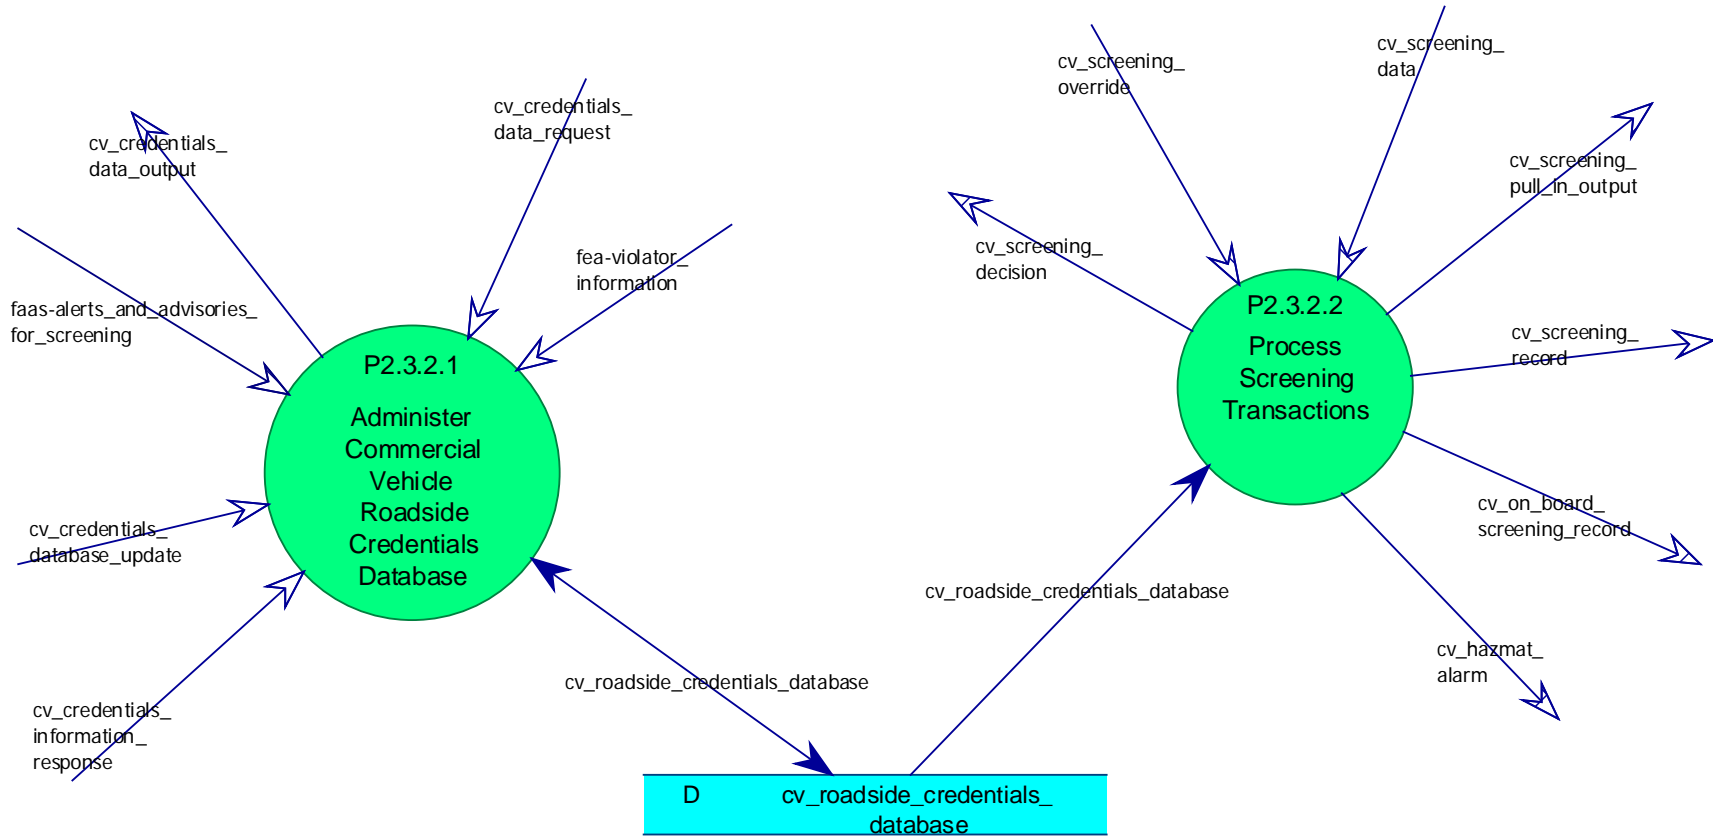 cv_screening_
override
cv_screening_
data
cv_credentials_
data_request
cv_credentials_
data_output
cv_screening_
pull_in_output
fea-violator_
information
cv_screening_
decision
faas-alerts_and_advisories_
for_screening
P2.3.2.1
Administer
Commercial
Vehicle
Roadside
Credentials
Database
P2.3.2.2
Process
Screening
Transactions
cv_screening_
record
cv_credentials_
database_update
cv_on_board_
screening_record
cv_roadside_credentials_database
cv_hazmat_
alarm
cv_roadside_credentials_database
cv_credentials_
information_
response
D cv_roadside_credentials_
database